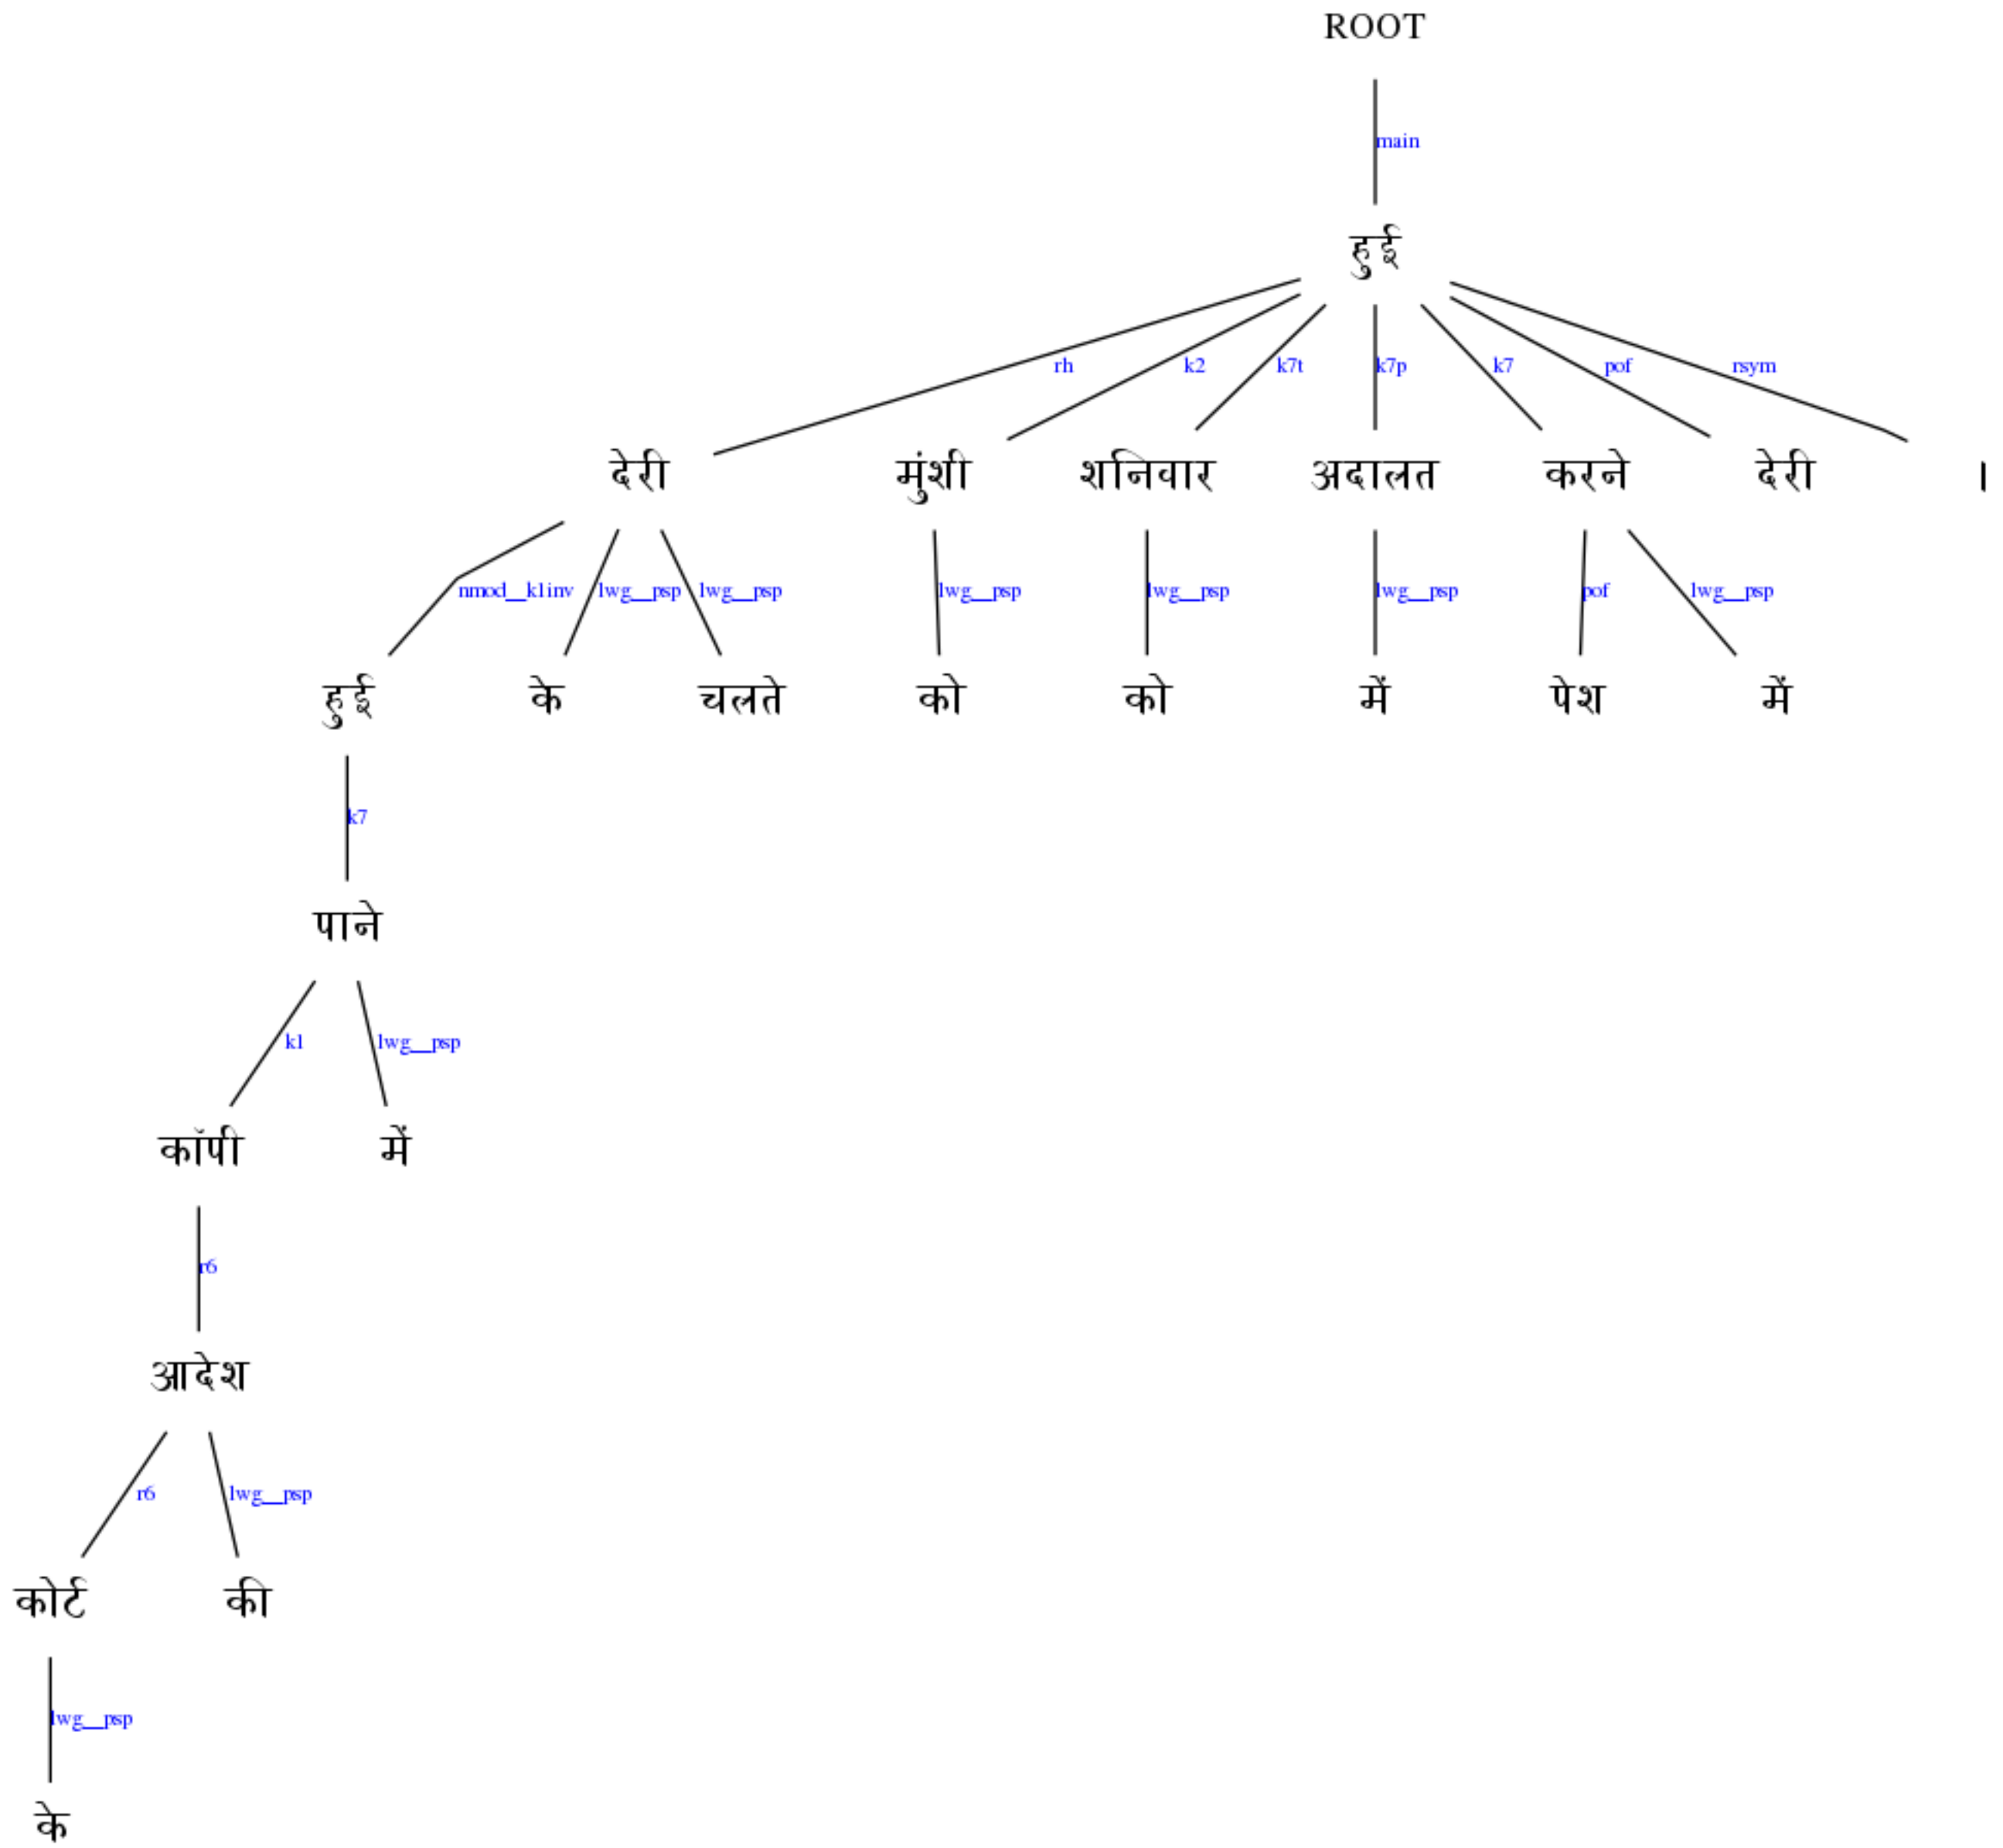 ROOT
main
हुई
rh k2 k7t k7p k7 pof rsym
देरी मुंशी शनिवार अदालत करने देरी ।
nmod__k1inv lwg__psp lwg__psp lwg__psp lwg__psp lwg__psp pof lwg__psp
हुई के चलते को को में पेश में
k7
पाने
k1 lwg__psp
कॉपी में
r6
आदेश
r6 lwg__psp
कोर्ट की
lwg__psp
के